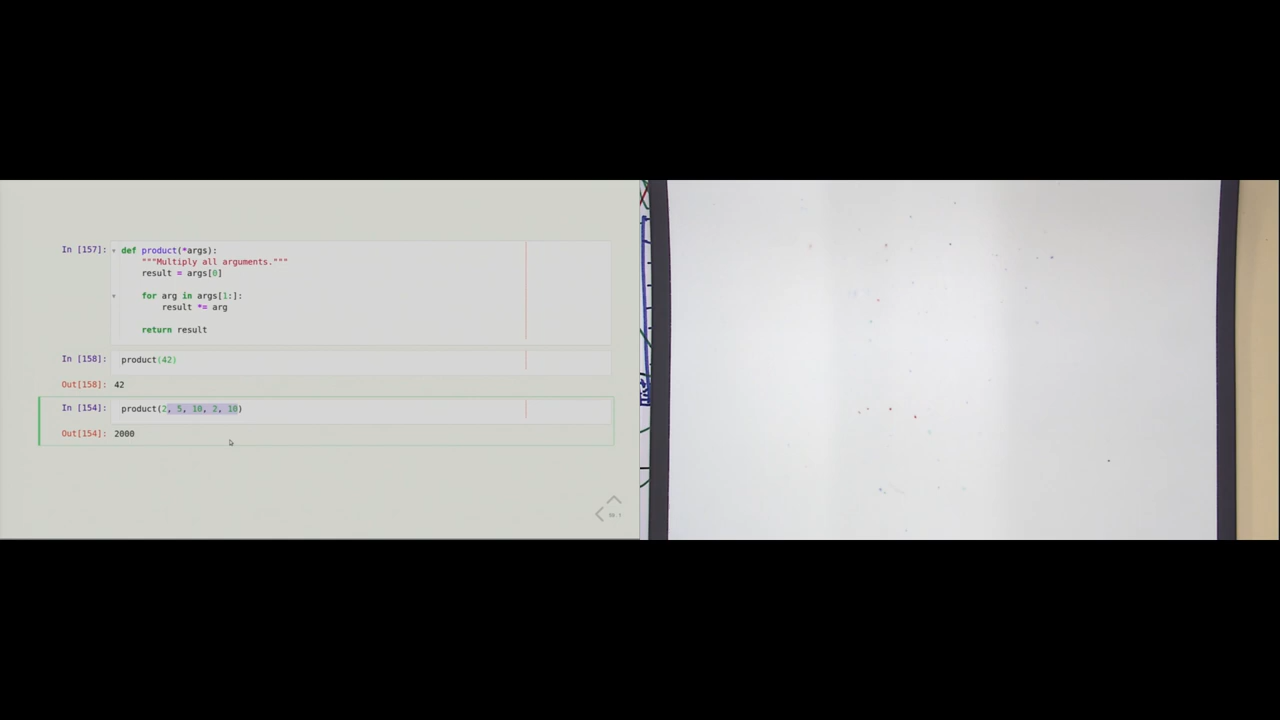 In [157]: def product(*args):
"""Multiply all arguments."""
result = args[0]
for arg in args[1:]:
result *= arg
return result
In [158]: product(42)
Out[158]: 42
In [154]: product(2, 5, 10, 2, 10)
Out[154]: 2000